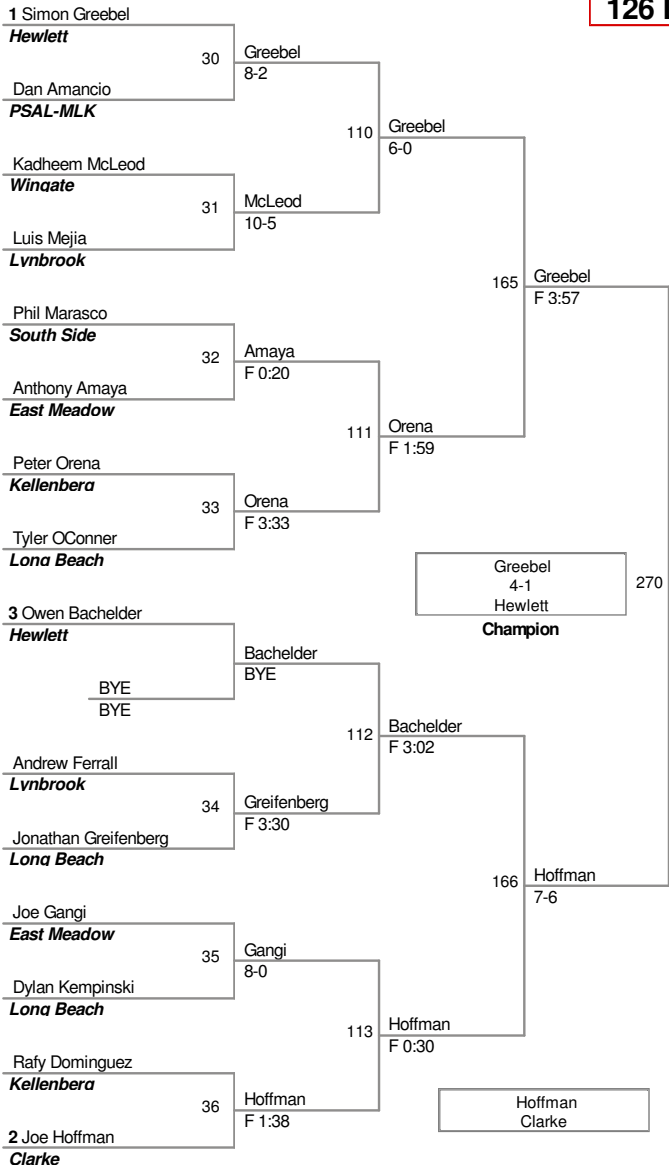 126 
1 Simon Greebel
Hewlett
30
Greebel
8-2
Dan Amancio
PSAL-MLK
110
Greebel
6-0
Kadheem McLeod
Wingate
31
McLeod
10-5
Luis Mejia
Lynbrook
165
Greebel
F 3:57
Phil Marasco
South Side
32
Amaya
F 0:20
Anthony Amaya
East Meadow
111
Orena
F 1:59
Peter Orena
Kellenberg
33
Orena
F 3:33
Tyler OConner
Long Beach
Greebel
4-1
Hewlett
270
Champion
3 Owen Bachelder
Hewlett
Bachelder
BYE
BYE
BYE
112
Bachelder
F 3:02
Andrew Ferrall
Lynbrook
34
Greifenberg
F 3:30
Jonathan Greifenberg
Long Beach
166
Hoffman
7-6
Joe Gangi
East Meadow
35
Gangi
8-0
Dylan Kempinski
Long Beach
113
Hoffman
F 0:30
Rafy Dominguez
Kellenberg
36
Hoffman
F 1:38
2 Joe Hoffman
Clarke
Hoffman
Clarke